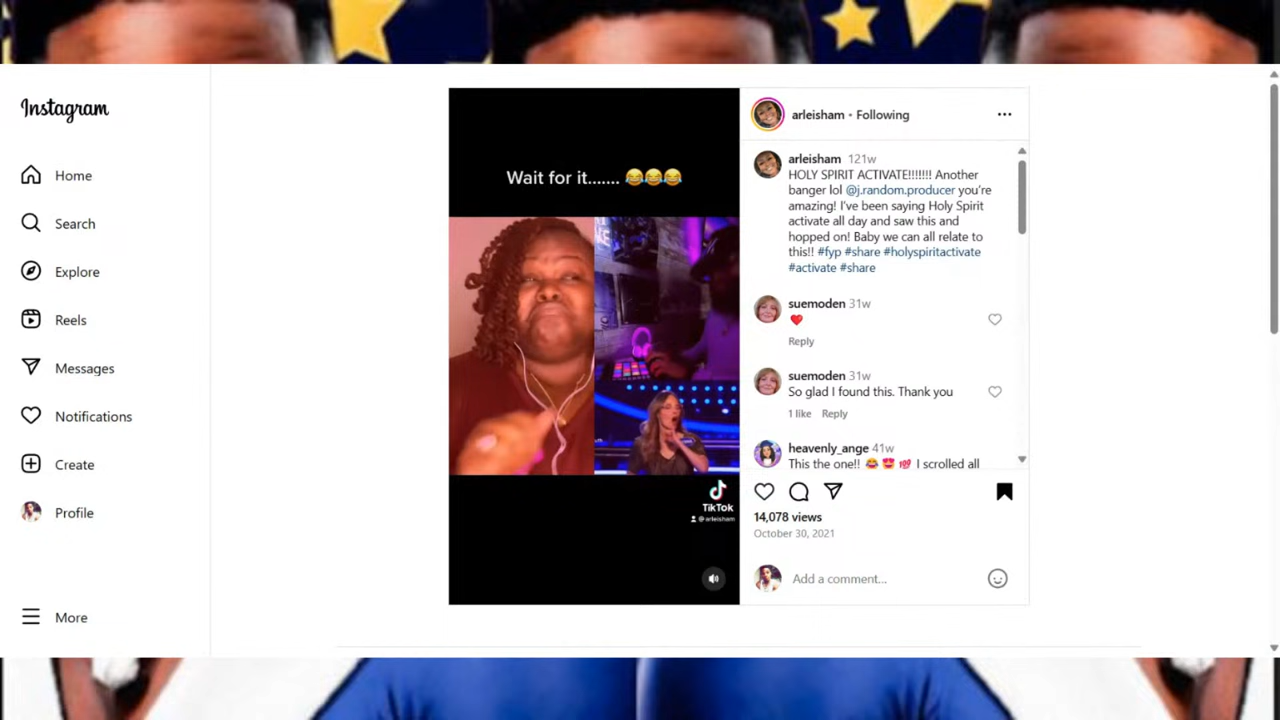 Instagram
Home
Search
Explore
Reels
Messages
Notifications
Create
Profile
More
Wait for it....... 😂😂😂
TikTok
@arleisham
arleisham • Following
arleisham 121w
HOLY SPIRIT ACTIVATE!!!!!!! Another
banger lol @j.random.producer you're
amazing! I've been saying Holy Spirit
activate all day and saw this and
hopped on! Baby we can all relate to
this!! #fyp #share #holyspiritactivate
#activate #share
suemoden 31w
❤️
Reply
suemoden 31w
So glad I found this. Thank you
1 like Reply
heavenly_ange 41w
This the one!! 😂 😍 💯 I scrolled all
14,078 views
October 30, 2021
Add a comment...